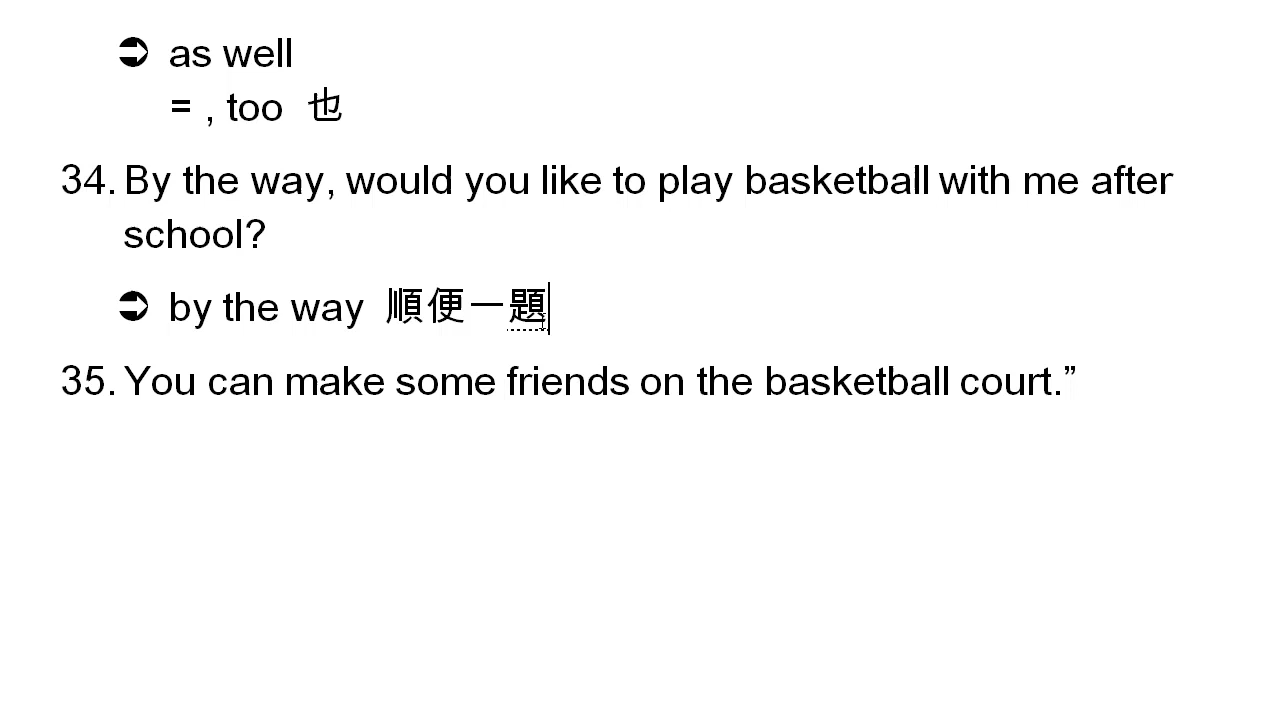 ➲ as well
= , too 也
34. By the way, would you like to play basketball with me after
school?
➲ by the way 順便一題
35. You can make some friends on the basketball court.”